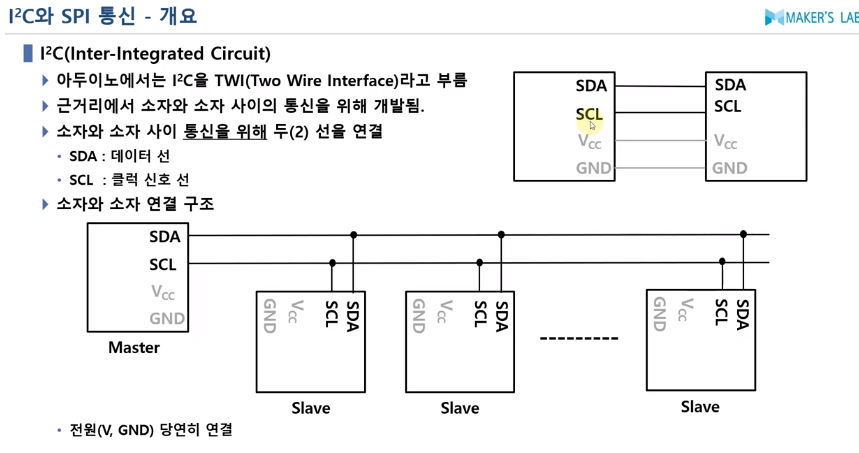 I²C와 SPI 통신 - 개요
MAKER'S LAB
I²C(Inter-Integrated Circuit)
아두이노에서는 I²C을 TWI(Two Wire Interface)라고 부름
근거리에서 소자와 소자 사이의 통신을 위해 개발됨.
소자와 소자 사이 통신을 위해 두(2) 선을 연결
SDA : 데이터 선
SCL : 클럭 신호 선
소자와 소자 연결 구조
SDA SDA
SCL SCL
VCC VCC
GND GND
SDA
SCL
VCC
GND
Master
GND VCC SCL SDA
Slave
GND VCC SCL SDA
Slave
GND VCC SCL SDA
Slave
전원(V, GND) 당연히 연결